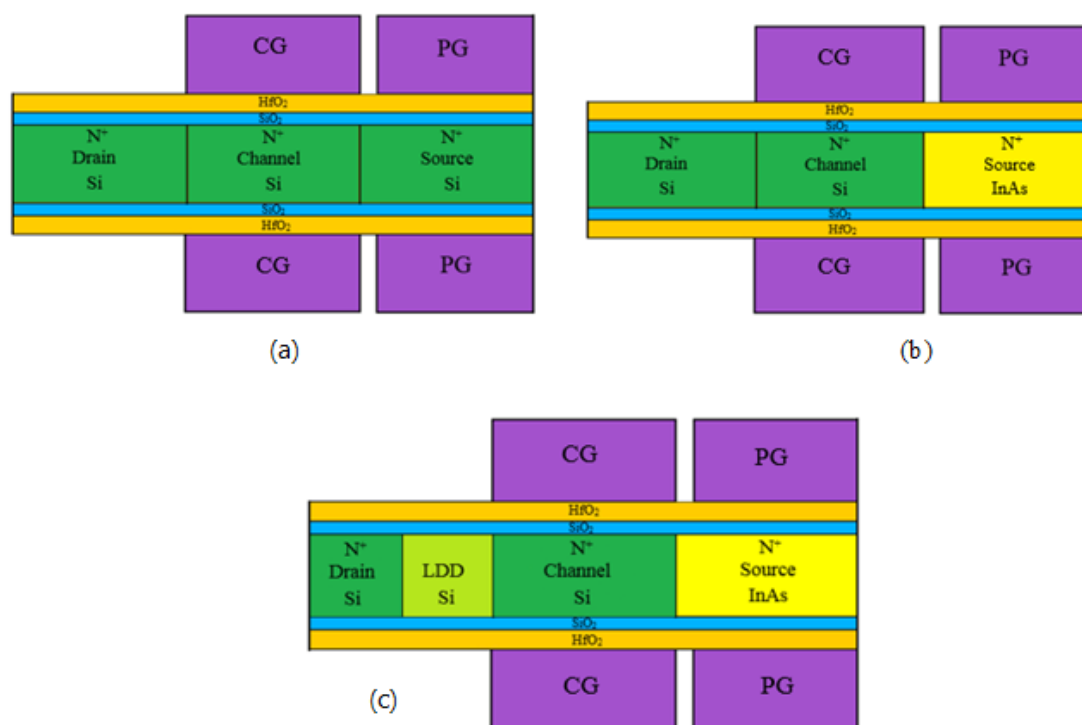 CG PG
HfO₂
SiO₂
N⁺ N⁺ N⁺
Drain Channel Source
Si Si Si
SiO₂
HfO₂
CG PG
(a)
CG PG
HfO₂
SiO₂
N⁺ N⁺ N⁺
Drain Channel Source
Si Si InAs
SiO₂
HfO₂
CG PG
(b)
CG PG
HfO₂
SiO₂
N⁺ N⁺ N⁺
Drain LDD Channel Source
Si Si Si InAs
SiO₂
HfO₂
CG PG
(c)